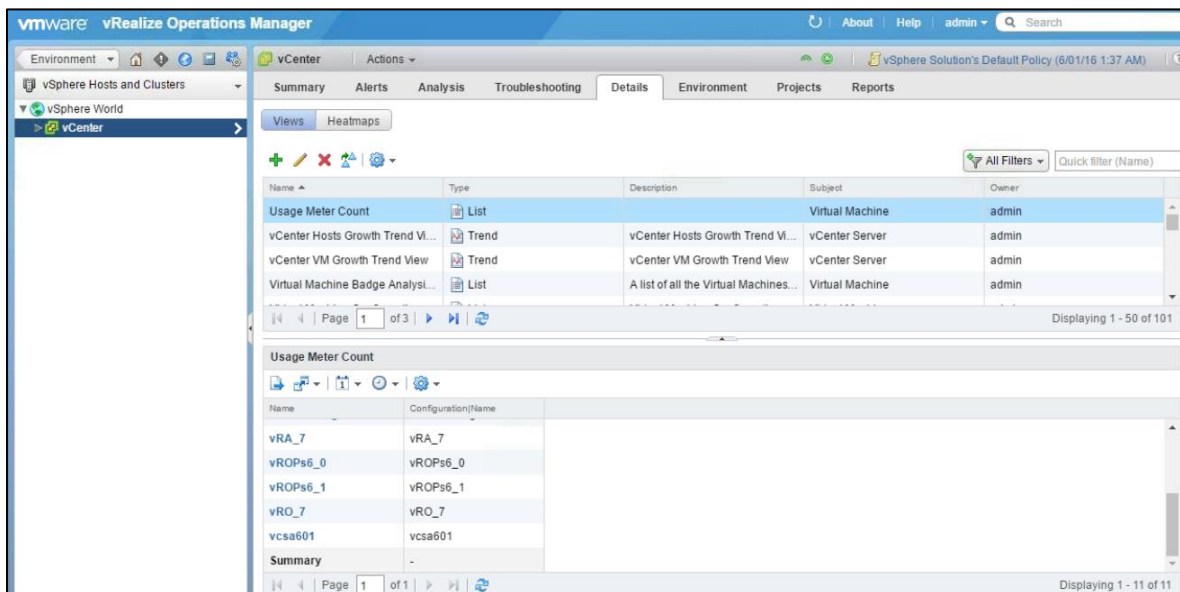 vmware vRealize Operations Manager About Help admin Search
Environment vCenter Actions vSphere Solution's Default Policy (6/01/16 1:37 AM)
vSphere Hosts and Clusters Summary Alerts Analysis Troubleshooting Details Environment Projects Reports
vSphere World
vCenter
Views Heatmaps
All Filters Quick filter (Name)
Name Type Description Subject Owner
Usage Meter Count List Virtual Machine admin
vCenter Hosts Growth Trend Vi... Trend vCenter Hosts Growth Trend Vi... vCenter Server admin
vCenter VM Growth Trend View Trend vCenter VM Growth Trend View vCenter Server admin
Virtual Machine Badge Analysi... List A list of all the Virtual Machines... Virtual Machine admin
Page 1 of 3 Displaying 1 - 50 of 101
Usage Meter Count
Name Configuration|Name
vRA_7 vRA_7
vROPs6_0 vROPs6_0
vROPs6_1 vROPs6_1
vRO_7 vRO_7
vcsa601 vcsa601
Summary -
Page 1 of 1 Displaying 1 - 11 of 11